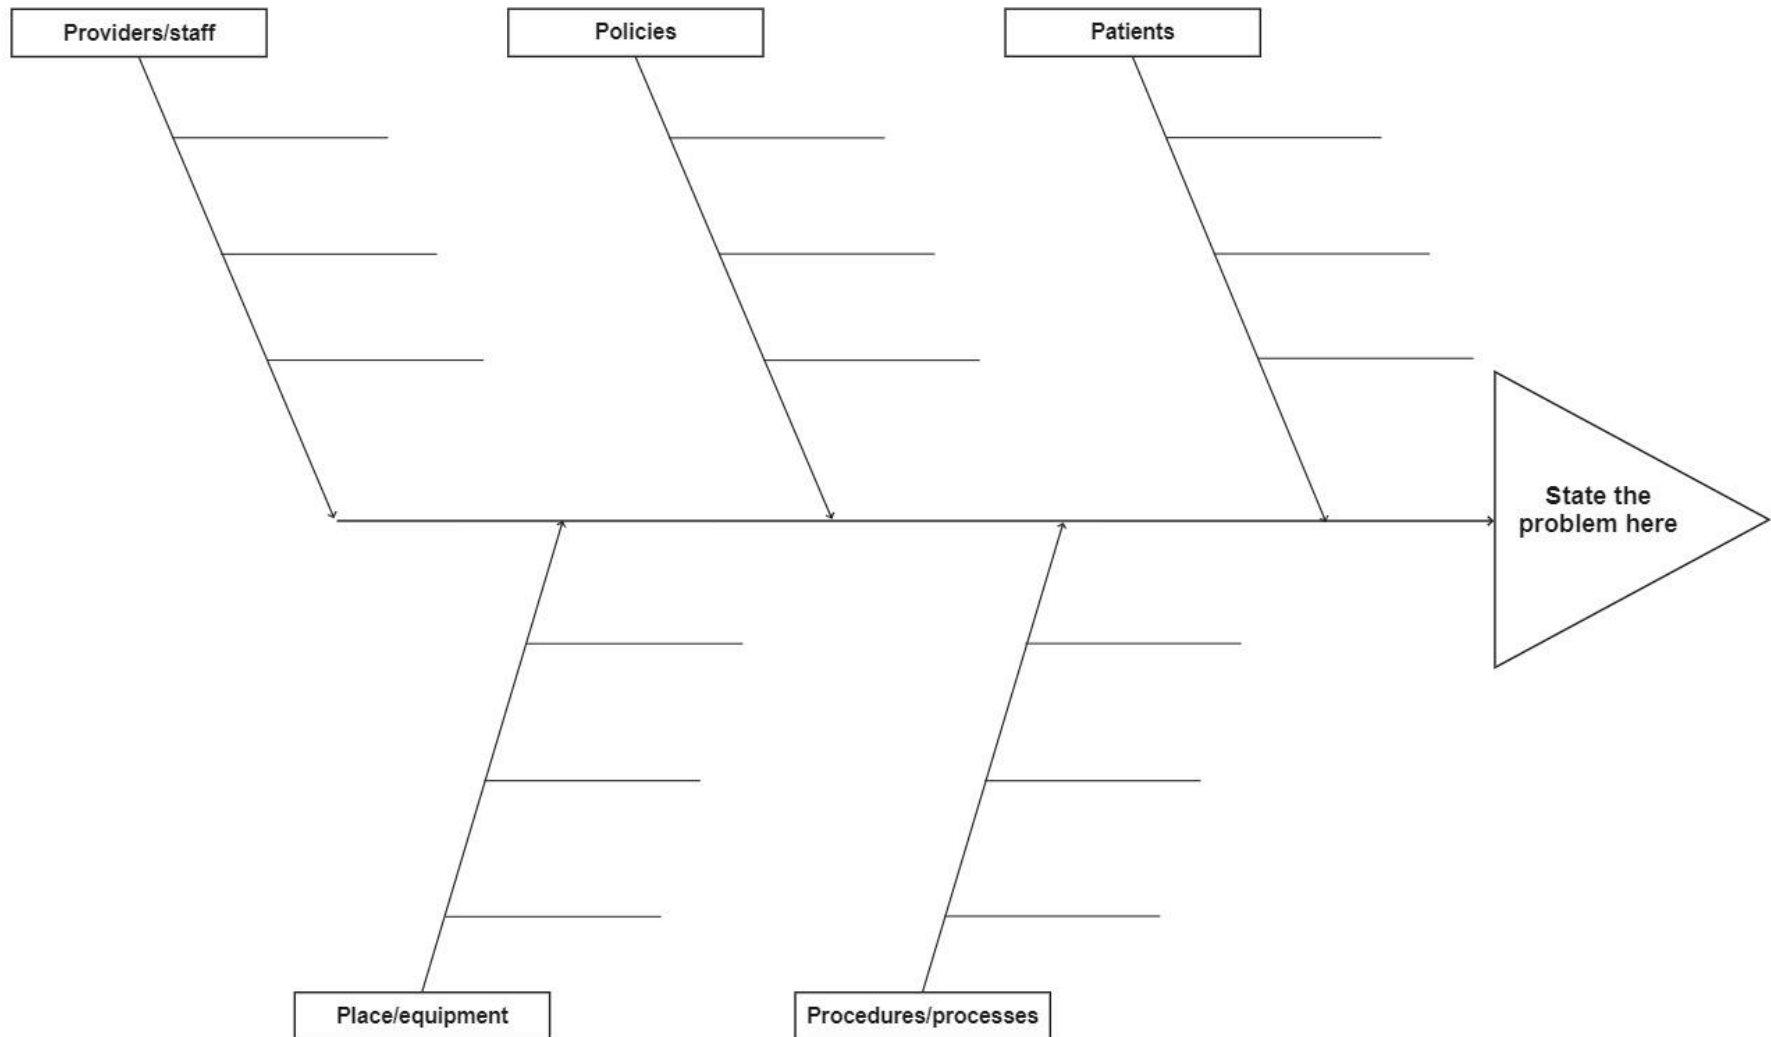 Providers/staff
Policies
Patients
State the
problem here
Place/equipment
Procedures/processes